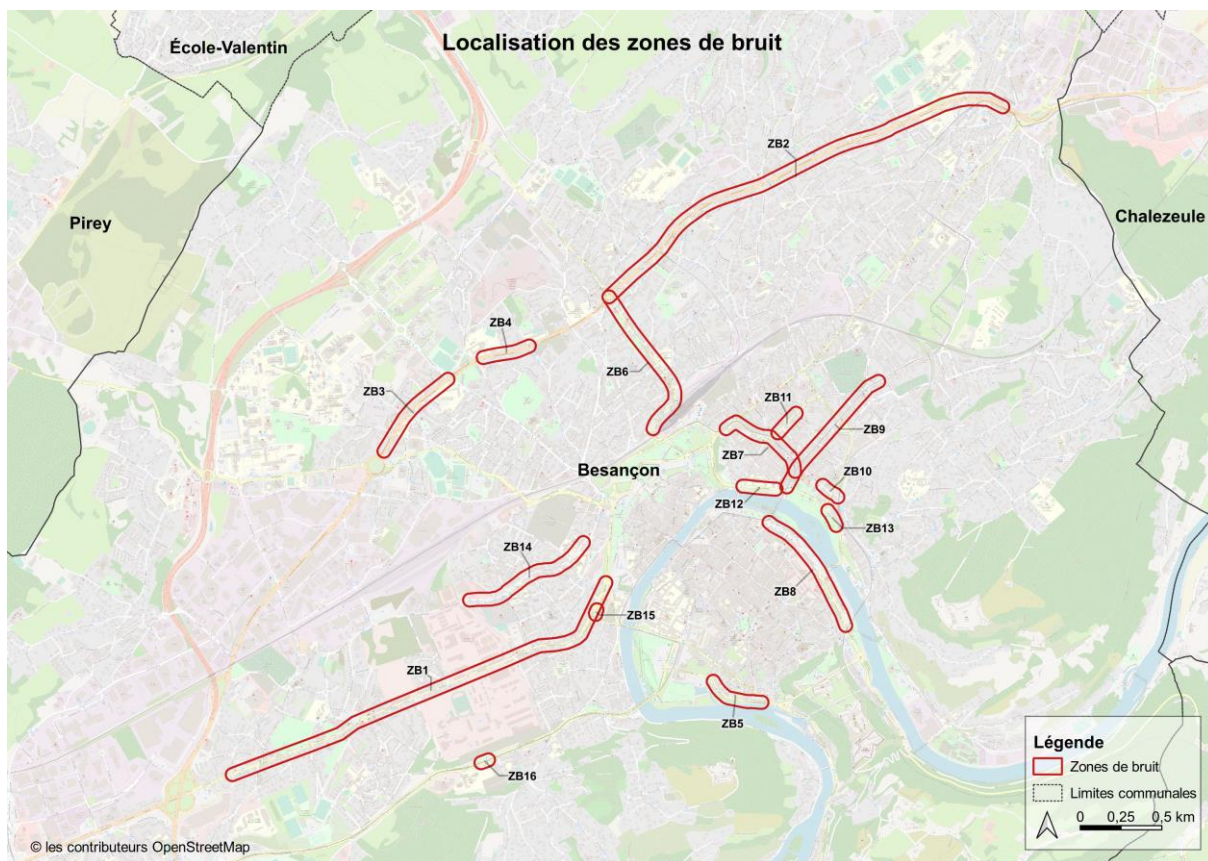 Localisation des zones de bruit
École-Valentin
Pirey
Chalezeule
Besançon
ZB2
ZB4
ZB3
ZB6
ZB11
ZB9
ZB7
ZB10
ZB12
ZB13
ZB14
ZB8
ZB15
ZB1
ZB5
ZB16
Légende
Zones de bruit
Limites communales
0 0,25 0,5 km
© les contributeurs OpenStreetMap